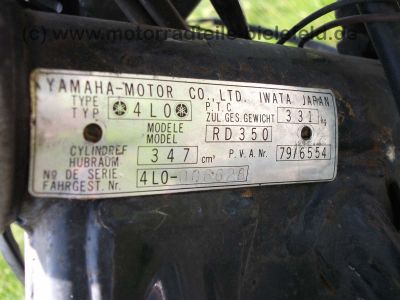 (c) www.motorradteile-bielefeld.de
YAMAHA-MOTOR CO., LTD. IWATA JAPAN
TYPE TYP 4L0 P.T.C. ZUL GES. GEWICHT 331 kg
MODELE MODEL RD350
CYLINDREE HUBRAUM 347 cm³ P.V.A. Nr. 79/6554
Nº DE SERIE FAHRGEST. Nr. 4L0-